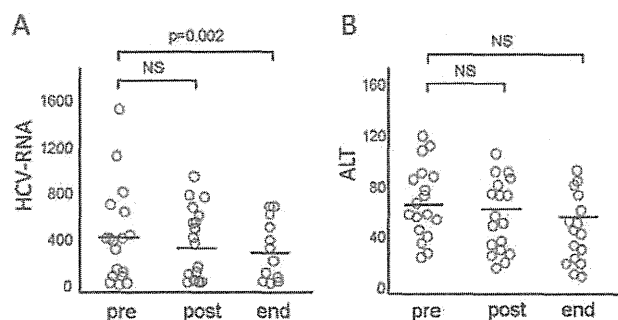 A
p=0.002
NS
HCV-RNA
1600
1200
800
400
0
pre post end
B
NS
NS
ALT
160
120
80
40
0
pre post end